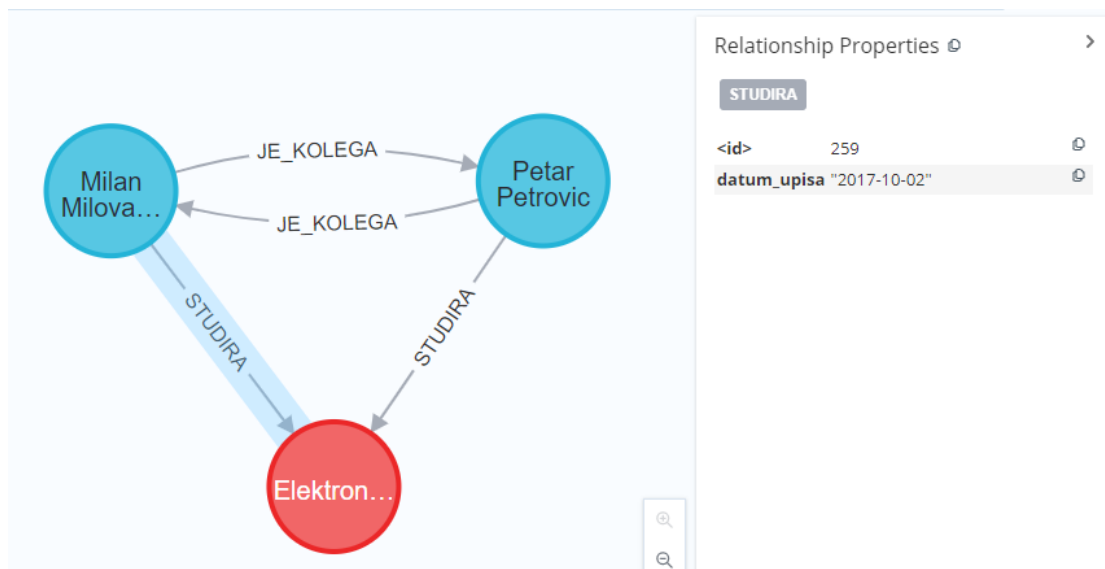 JE_KOLEGA
Milan
Milova...
Petar
Petrovic
JE_KOLEGA
STUDIRA
STUDIRA
Elektron...
Relationship Properties
STUDIRA
<id> 259
datum_upisa "2017-10-02"